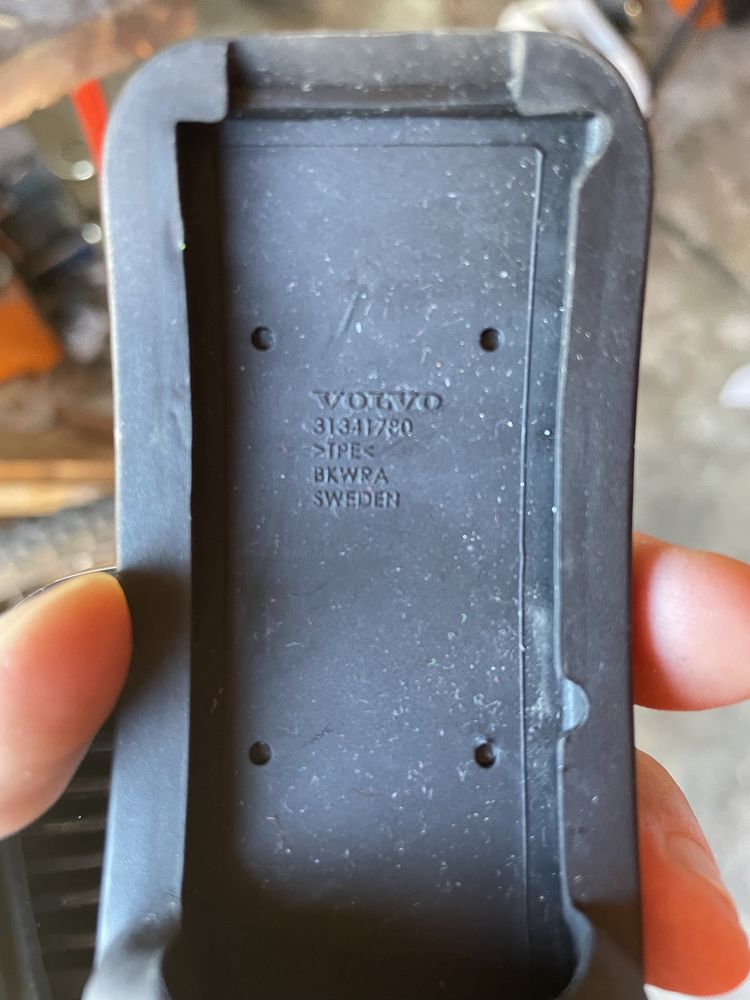 VOLVO
31341780
>TPE<
BKWRA
SWEDEN